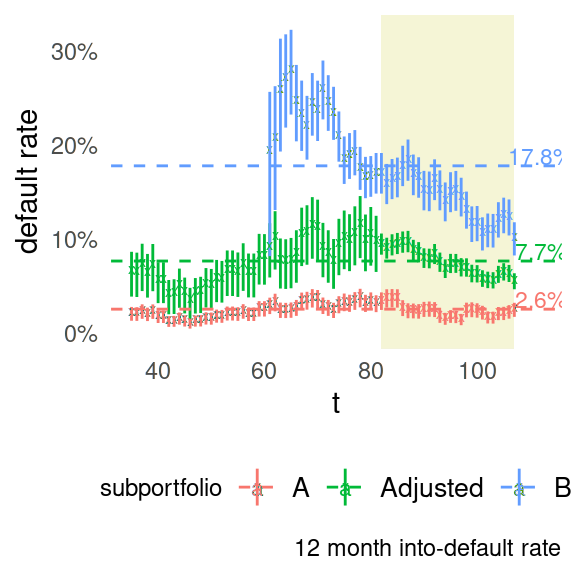 30%
20%
10%
0%
default rate
17.8%
7.7%
2.6%
40 60 80 100
t
subportfolio a A a Adjusted a B
12 month into-default rate